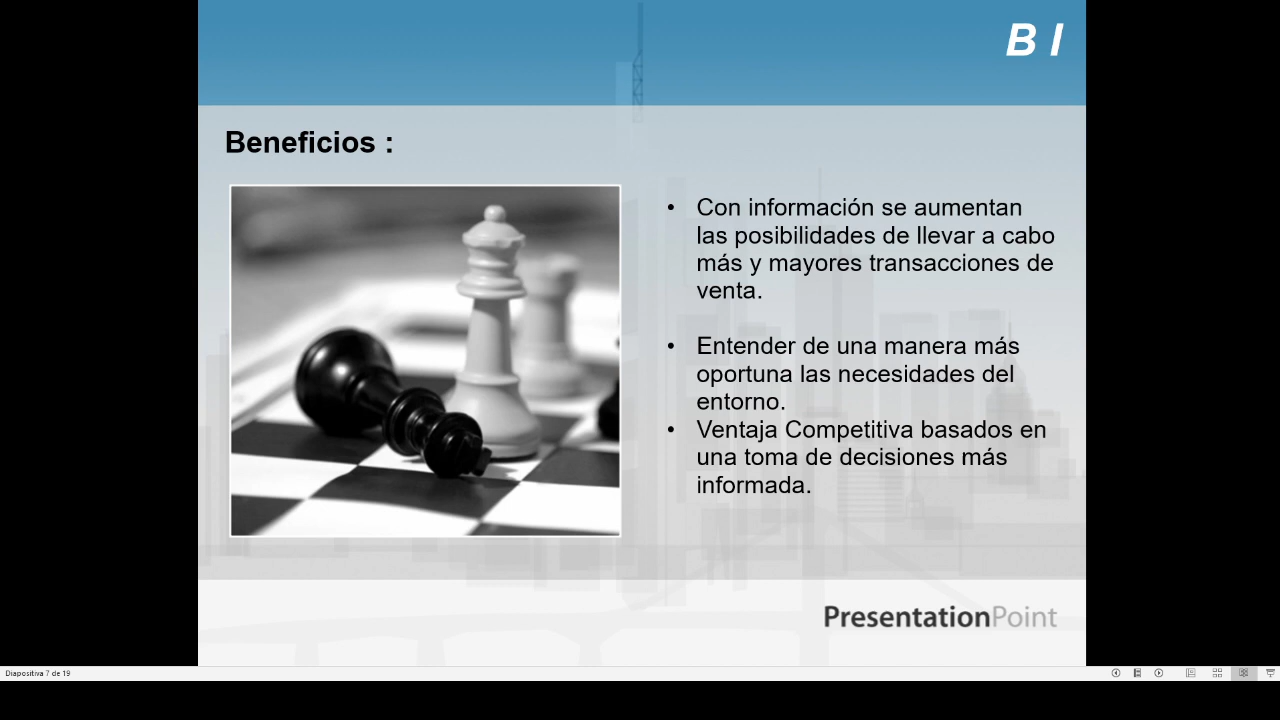 B I
Beneficios :
• Con información se aumentan
las posibilidades de llevar a cabo
más y mayores transacciones de
venta.
• Entender de una manera más
oportuna las necesidades del
entorno.
• Ventaja Competitiva basados en
una toma de decisiones más
informada.
PresentationPoint
Diapositiva 7 de 19